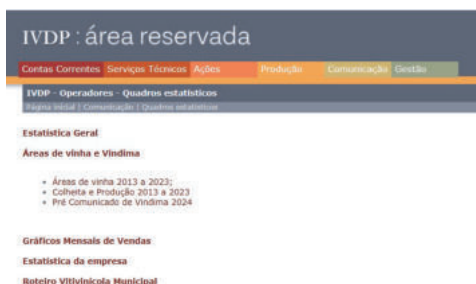 IVDP : área reservada
Contas Correntes Serviços Técnicos Ações Produção Comunicação Gestão
IVDP - Operadores - Quadros estatísticos
Página Inicial | Comunicação | Quadros estatísticos
Estatística Geral
Áreas de vinha e Vindima
Áreas de vinha 2013 a 2023;
Colheita e Produção 2013 a 2023
Pré Comunicado de Vindima 2024
Gráficos Mensais de Vendas
Estatística da empresa
Roteiro Vitivinícola Municipal